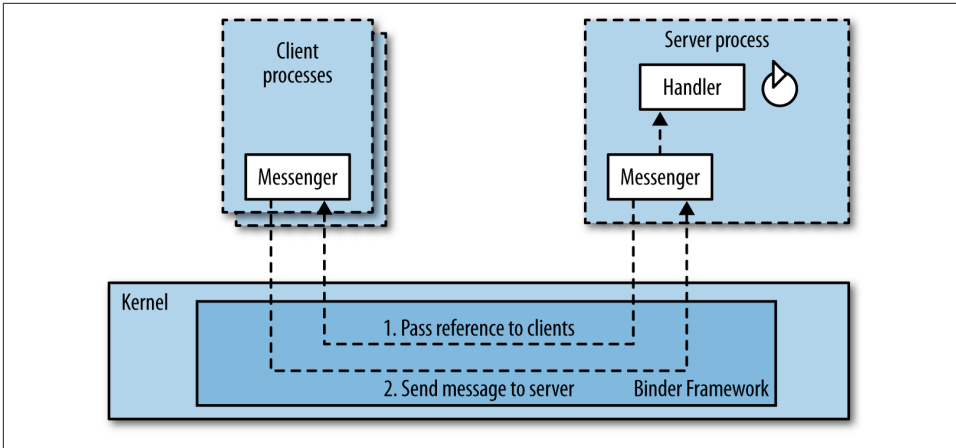 Client
processes
Messenger
Server process
Handler
Messenger
Kernel
1. Pass reference to clients
2. Send message to server
Binder Framework